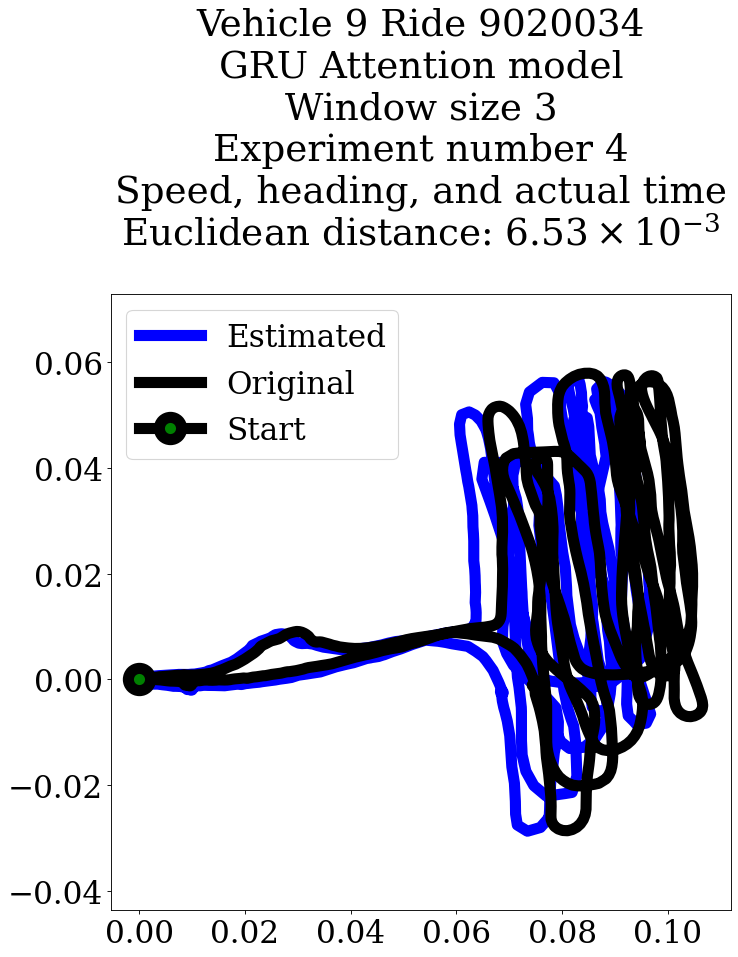 Vehicle 9 Ride 9020034
GRU Attention model
Window size 3
Experiment number 4
Speed, heading, and actual time
Euclidean distance: 6.53 × 10⁻³
Estimated
Original
Start
0.06
0.04
0.02
0.00
−0.02
−0.04
0.00 0.02 0.04 0.06 0.08 0.10